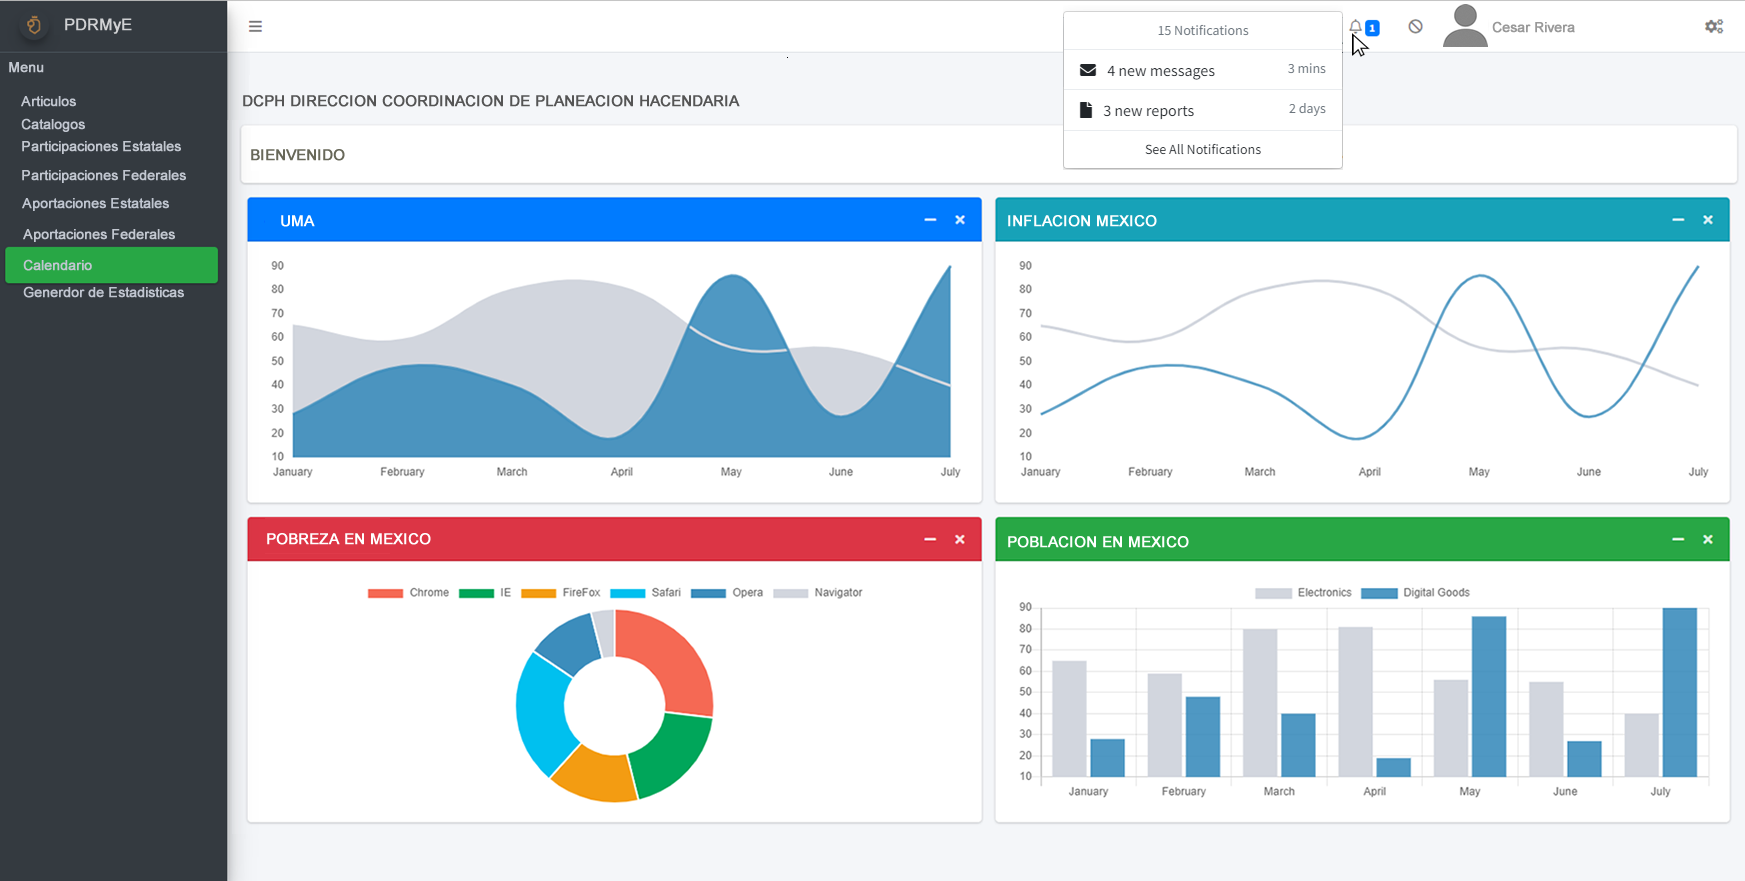 PDRMyE
Menu
Articulos
Catalogos
Participaciones Estatales
Participaciones Federales
Aportaciones Estatales
Aportaciones Federales
Calendario
Generdor de Estadisticas
15 Notifications
4 new messages 3 mins
3 new reports 2 days
See All Notifications
1
Cesar Rivera
DCPH DIRECCION COORDINACION DE PLANEACION HACENDARIA
BIENVENIDO
UMA
90
80
70
60
50
40
30
20
10
January February March April May June July
INFLACION MEXICO
90
80
70
60
50
40
30
20
10
January February March April May June July
POBREZA EN MEXICO
Chrome IE FireFox Safari Opera Navigator
POBLACION EN MEXICO
Electronics Digital Goods
90
80
70
60
50
40
30
20
10
January February March April May June July